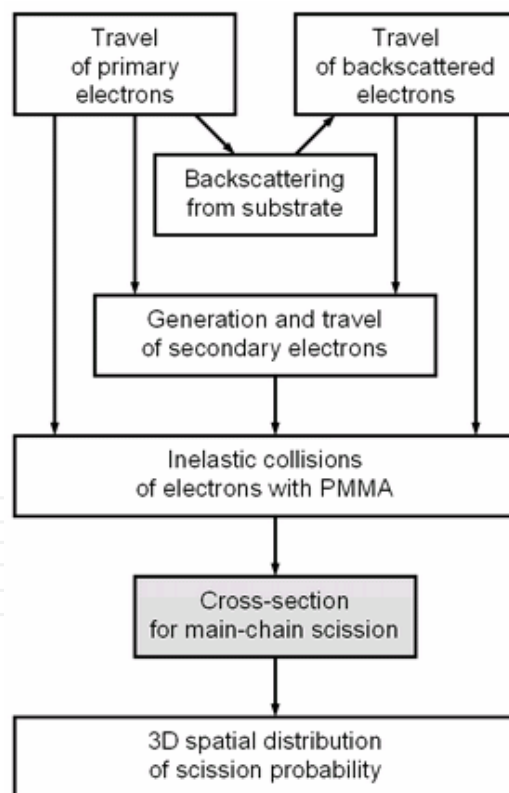 Travel
of primary
electrons
Travel
of backscattered
electrons
Backscattering
from substrate
Generation and travel
of secondary electrons
Inelastic collisions
of electrons with PMMA
Cross-section
for main-chain scission
3D spatial distribution
of scission probability